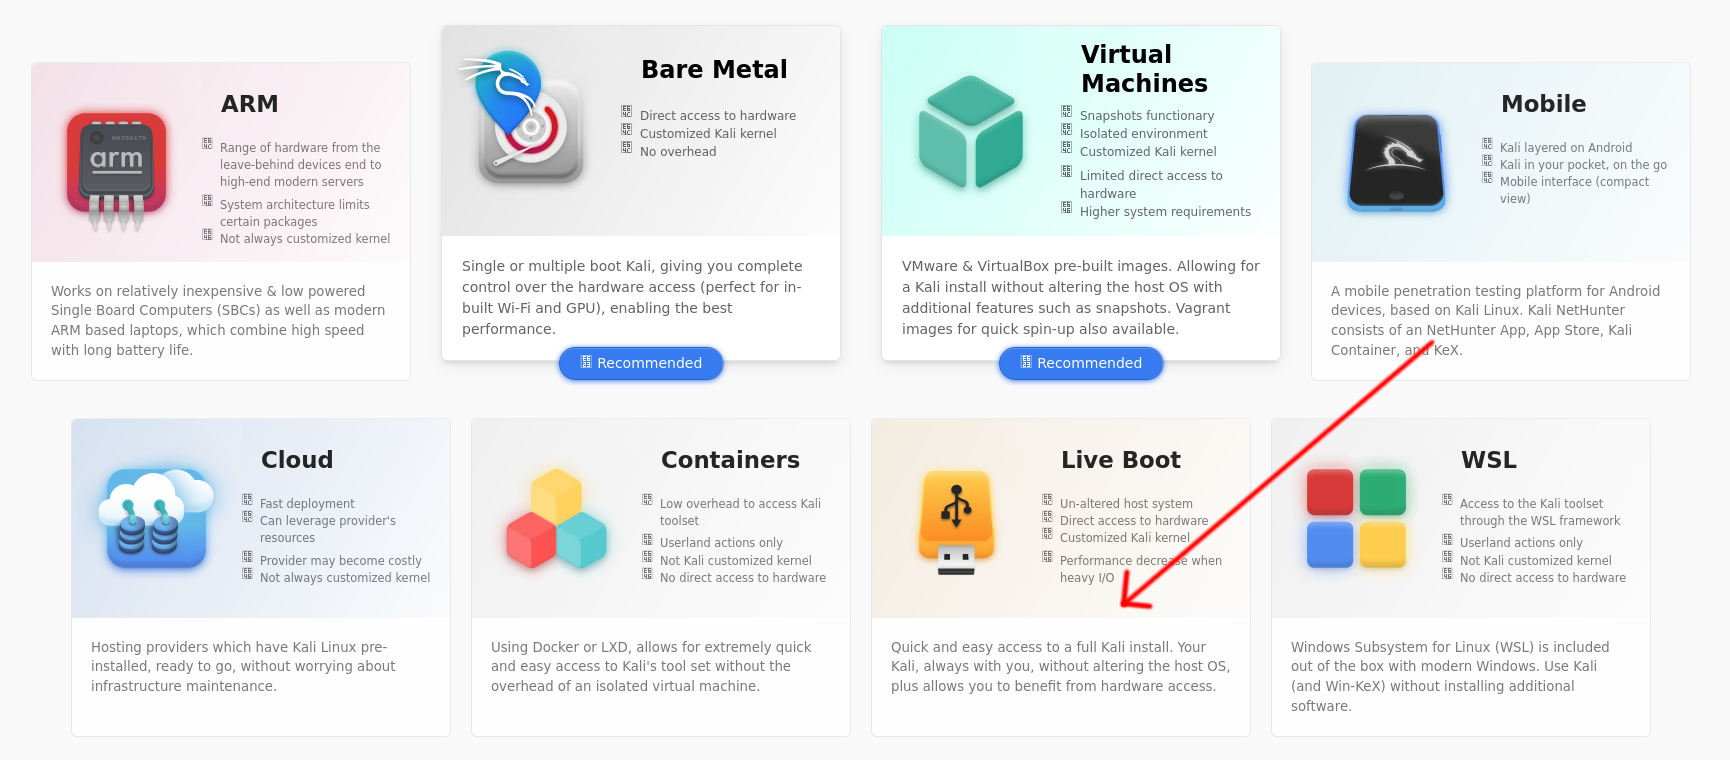 ARM
Range of hardware from the
leave-behind devices end to
high-end modern servers
System architecture limits
certain packages
Not always customized kernel
00350176
arm
Works on relatively inexpensive & low powered
Single Board Computers (SBCs) as well as modern
ARM based laptops, which combine high speed
with long battery life.
Bare Metal
Direct access to hardware
Customized Kali kernel
No overhead
Single or multiple boot Kali, giving you complete
control over the hardware access (perfect for in-
built Wi-Fi and GPU), enabling the best
performance.
Recommended
Virtual
Machines
Snapshots functionary
Isolated environment
Customized Kali kernel
Limited direct access to
hardware
Higher system requirements
VMware & VirtualBox pre-built images. Allowing for
a Kali install without altering the host OS with
additional features such as snapshots. Vagrant
images for quick spin-up also available.
Recommended
Mobile
Kali layered on Android
Kali in your pocket, on the go
Mobile interface (compact
view)
A mobile penetration testing platform for Android
devices, based on Kali Linux. Kali NetHunter
consists of an NetHunter App, App Store, Kali
Container, and KeX.
Cloud
Fast deployment
Can leverage provider's
resources
Provider may become costly
Not always customized kernel
Hosting providers which have Kali Linux pre-
installed, ready to go, without worrying about
infrastructure maintenance.
Containers
Low overhead to access Kali
toolset
Userland actions only
Not Kali customized kernel
No direct access to hardware
Using Docker or LXD, allows for extremely quick
and easy access to Kali's tool set without the
overhead of an isolated virtual machine.
Live Boot
Un-altered host system
Direct access to hardware
Customized Kali kernel
Performance decrease when
heavy I/O
Quick and easy access to a full Kali install. Your
Kali, always with you, without altering the host OS,
plus allows you to benefit from hardware access.
WSL
Access to the Kali toolset
through the WSL framework
Userland actions only
Not Kali customized kernel
No direct access to hardware
Windows Subsystem for Linux (WSL) is included
out of the box with modern Windows. Use Kali
(and Win-KeX) without installing additional
software.